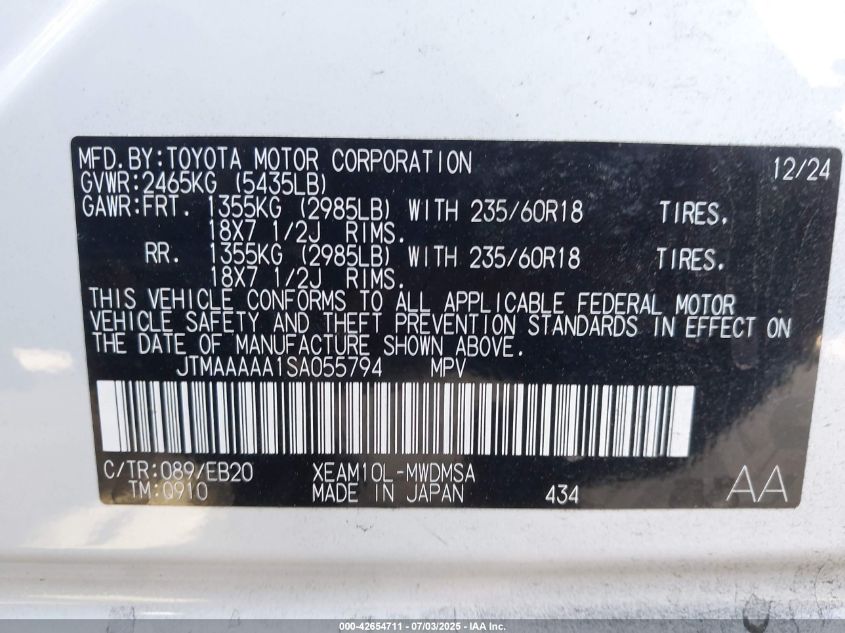 MFD.BY:TOYOTA MOTOR CORPORATION 12/24
GVWR:2465KG (5435LB)
GAWR:FRT. 1355KG (2985LB) WITH 235/60R18 TIRES.
18X7 1/2J RIMS.
RR. 1355KG (2985LB) WITH 235/60R18 TIRES.
18X7 1/2J RIMS.
THIS VEHICLE CONFORMS TO ALL APPLICABLE FEDERAL MOTOR
VEHICLE SAFETY AND THEFT PREVENTION STANDARDS IN EFFECT ON
THE DATE OF MANUFACTURE SHOWN ABOVE.
JTMAAAAA1SA055794 MPV
C/TR:089/EB20 XEAM10L-MWDMSA
TM:Q910 MADE IN JAPAN 434 AA
000-42654711 - 07/03/2025 - Copyright © 2025 - IAA, Inc.